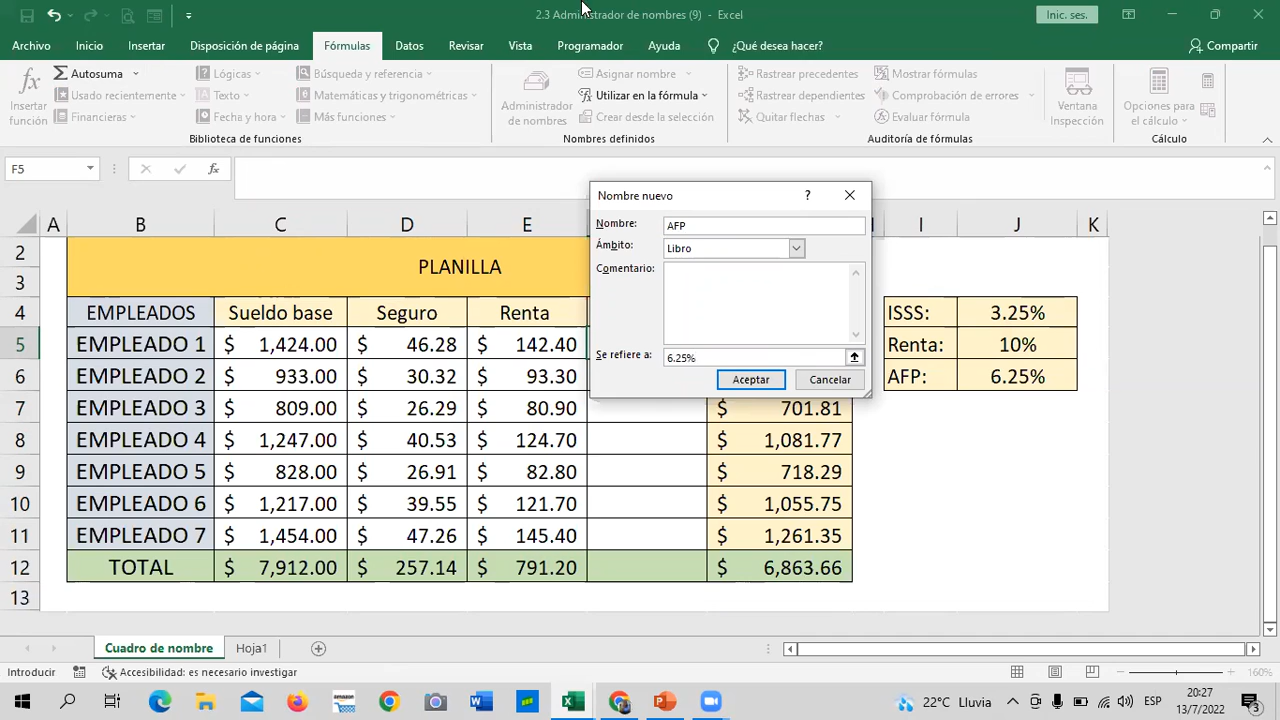 2.3 Administrador de nombres (9) - Excel
Inic. ses.
Archivo Inicio Insertar Disposición de página Fórmulas Datos Revisar Vista Programador Ayuda ¿Qué desea hacer? Compartir
Insertar función
Autosuma
Usado recientemente
Financieras
Lógicas
Texto
Fecha y hora
Búsqueda y referencia
Matemáticas y trigonométricas
Más funciones
Biblioteca de funciones
Administrador de nombres
Asignar nombre
Utilizar en la fórmula
Crear desde la selección
Nombres definidos
Rastrear precedentes
Rastrear dependientes
Quitar flechas
Mostrar fórmulas
Comprobación de errores
Evaluar fórmula
Auditoría de fórmulas
Ventana Inspección
Opciones para el cálculo
Cálculo
F5
fx
Nombre nuevo ?
Nombre: AFP
Ámbito: Libro
Comentario:
Se refiere a: 6.25%
Aceptar Cancelar
A B C D E I J K
2 PLANILLA
3
4 EMPLEADOS Sueldo base Seguro Renta ISSS: 3.25%
5 EMPLEADO 1 $ 1,424.00 $ 46.28 $ 142.40 Renta: 10%
6 EMPLEADO 2 $ 933.00 $ 30.32 $ 93.30 AFP: 6.25%
7 EMPLEADO 3 $ 809.00 $ 26.29 $ 80.90 $ 701.81
8 EMPLEADO 4 $ 1,247.00 $ 40.53 $ 124.70 $ 1,081.77
9 EMPLEADO 5 $ 828.00 $ 26.91 $ 82.80 $ 718.29
10 EMPLEADO 6 $ 1,217.00 $ 39.55 $ 121.70 $ 1,055.75
11 EMPLEADO 7 $ 1,454.00 $ 47.26 $ 145.40 $ 1,261.35
12 TOTAL $ 7,912.00 $ 257.14 $ 791.20 $ 6,863.66
13
Cuadro de nombre Hoja1
Introducir Accesibilidad: es necesario investigar 160%
22°C Lluvia ESP 20:27
13/7/2022 3